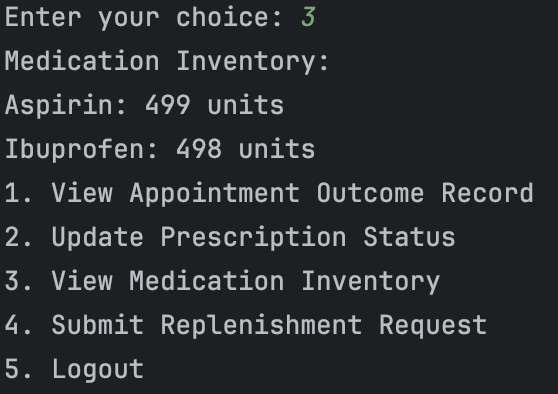 Enter your choice: 3
Medication Inventory:
Aspirin: 499 units
Ibuprofen: 498 units
1. View Appointment Outcome Record
2. Update Prescription Status
3. View Medication Inventory
4. Submit Replenishment Request
5. Logout